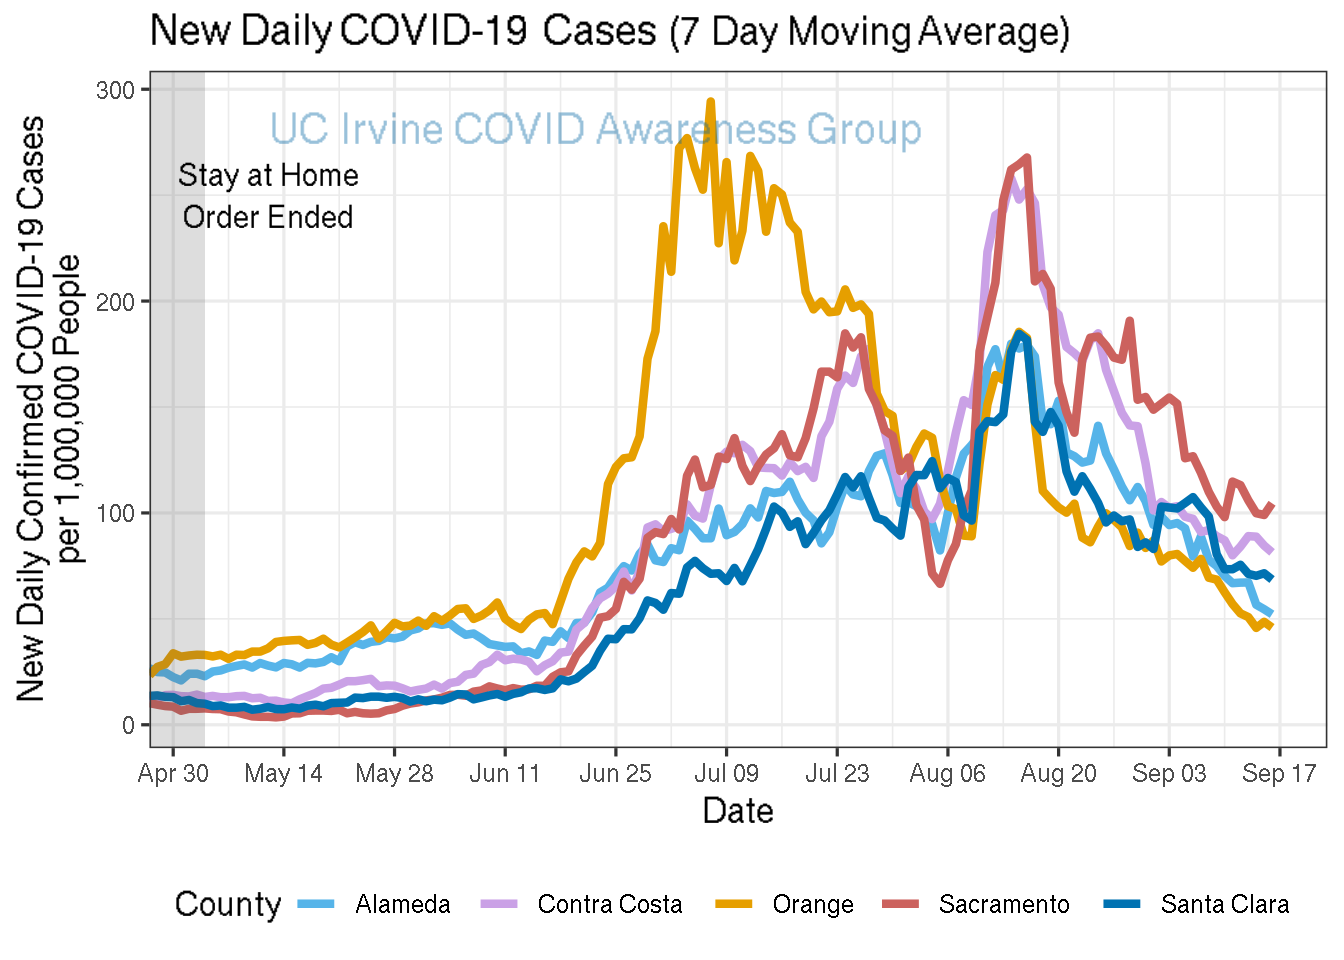 New Daily COVID-19 Cases (7 Day Moving Average)
UC Irvine COVID Awareness Group
Stay at Home
Order Ended
New Daily Confirmed COVID-19 Cases
per 1,000,000 People
300
200
100
0
Apr 30 May 14 May 28 Jun 11 Jun 25 Jul 09 Jul 23 Aug 06 Aug 20 Sep 03 Sep 17
Date
County Alameda Contra Costa Orange Sacramento Santa Clara